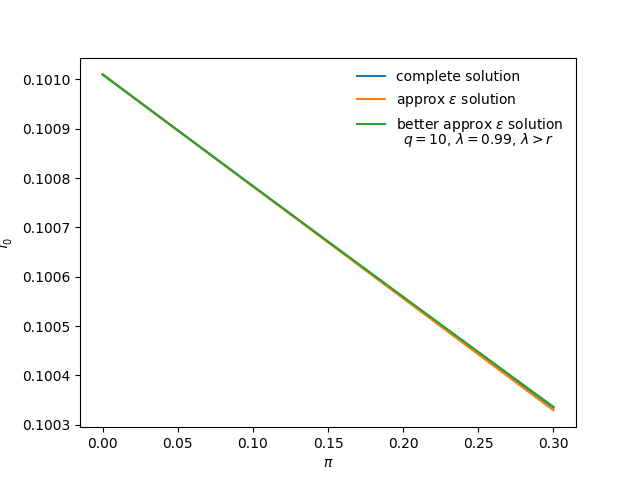 complete solution
approx ε solution
better approx ε solution
q = 10, λ = 0.99, λ > r
0.1010
0.1009
0.1008
0.1007
0.1006
0.1005
0.1004
0.1003
0.00 0.05 0.10 0.15 0.20 0.25 0.30
π